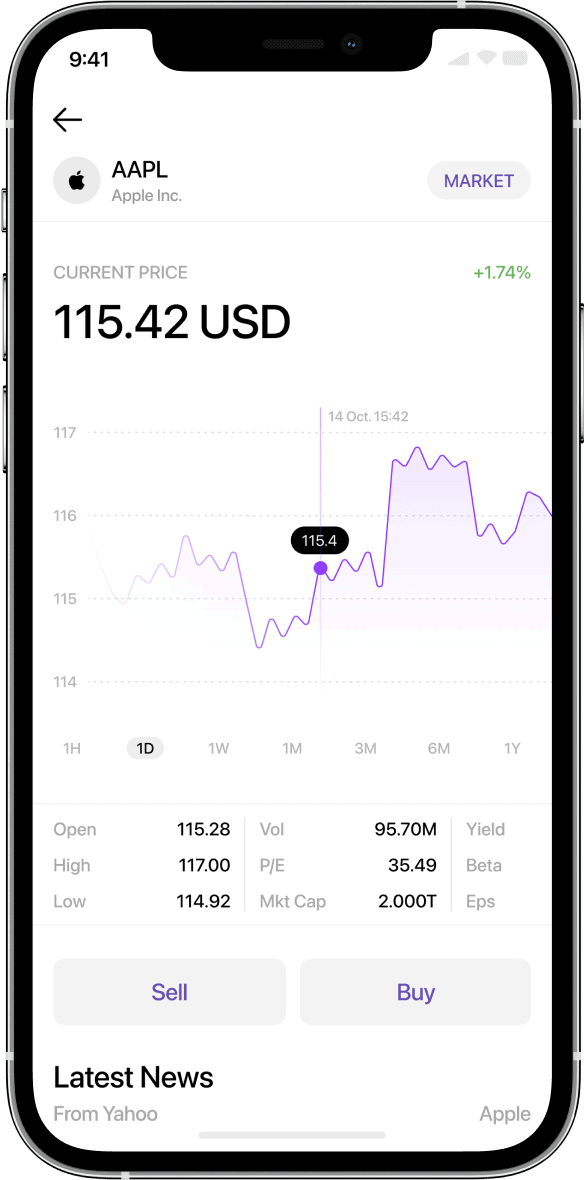 9:41
AAPL
Apple Inc.
MARKET
CURRENT PRICE +1.74%
115.42 USD
14 Oct. 15:42
117
116
115.4
115
114
1H 1D 1W 1M 3M 6M 1Y
Open 115.28 Vol 95.70M Yield
High 117.00 P/E 35.49 Beta
Low 114.92 Mkt Cap 2.000T Eps
Sell Buy
Latest News
From Yahoo Apple